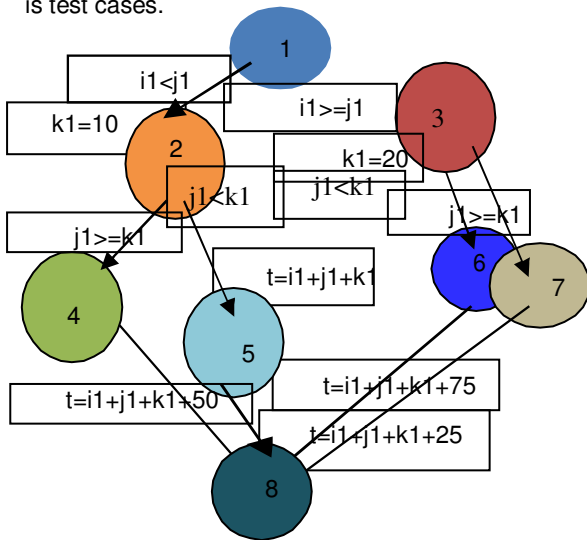 is test cases.
1
i1<j1
i1>=j1
3
k1=10
2
k1=20
j1<k1
j1<k1
j1>=k1
j1>=k1
6
t=i1+j1+k1
7
4
5
t=i1+j1+k1+75
t=i1+j1+k1+50
t=i1+j1+k1+25
8